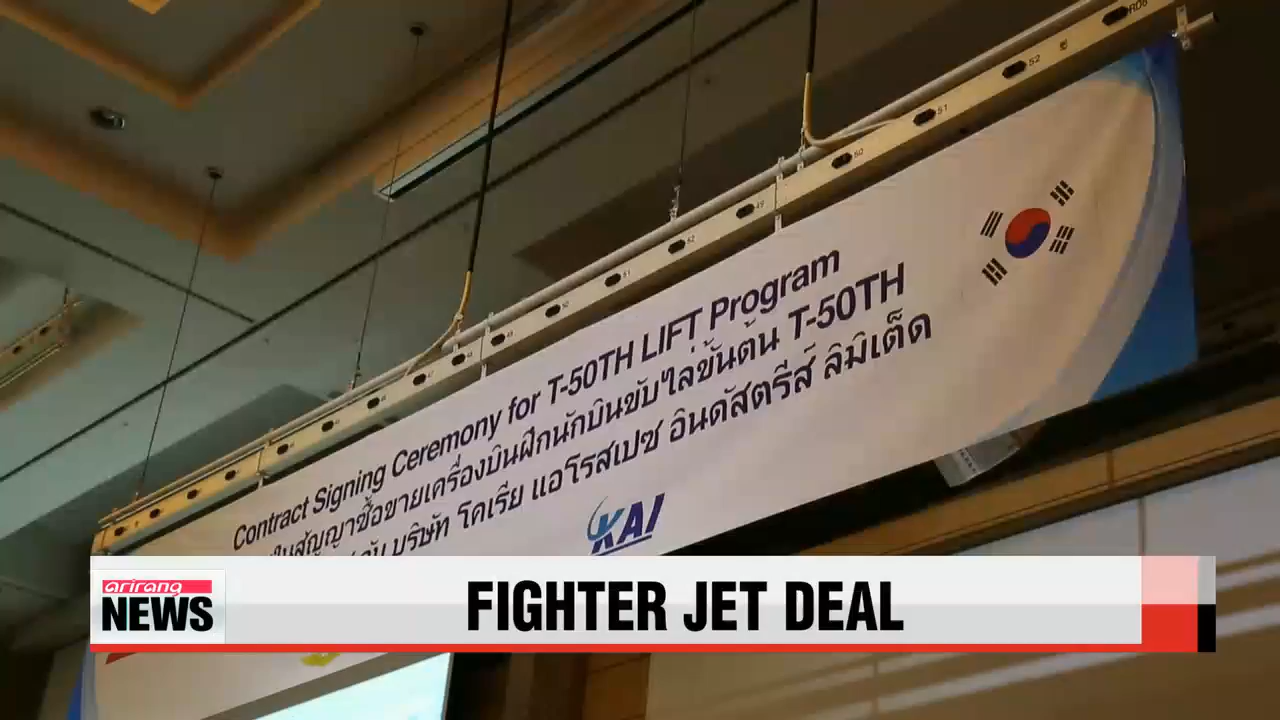 Contract Signing Ceremony for T-50TH LIFT Program
สัญญาซื้อขายเครื่องบินฝึกนักบินขับไล่ขั้นต้น T-50TH
บริษัท โคเรีย แอโรสเปซ อินดัสตรีส์ ลิมิเต็ด
KAI
arirang
NEWS
FIGHTER JET DEAL